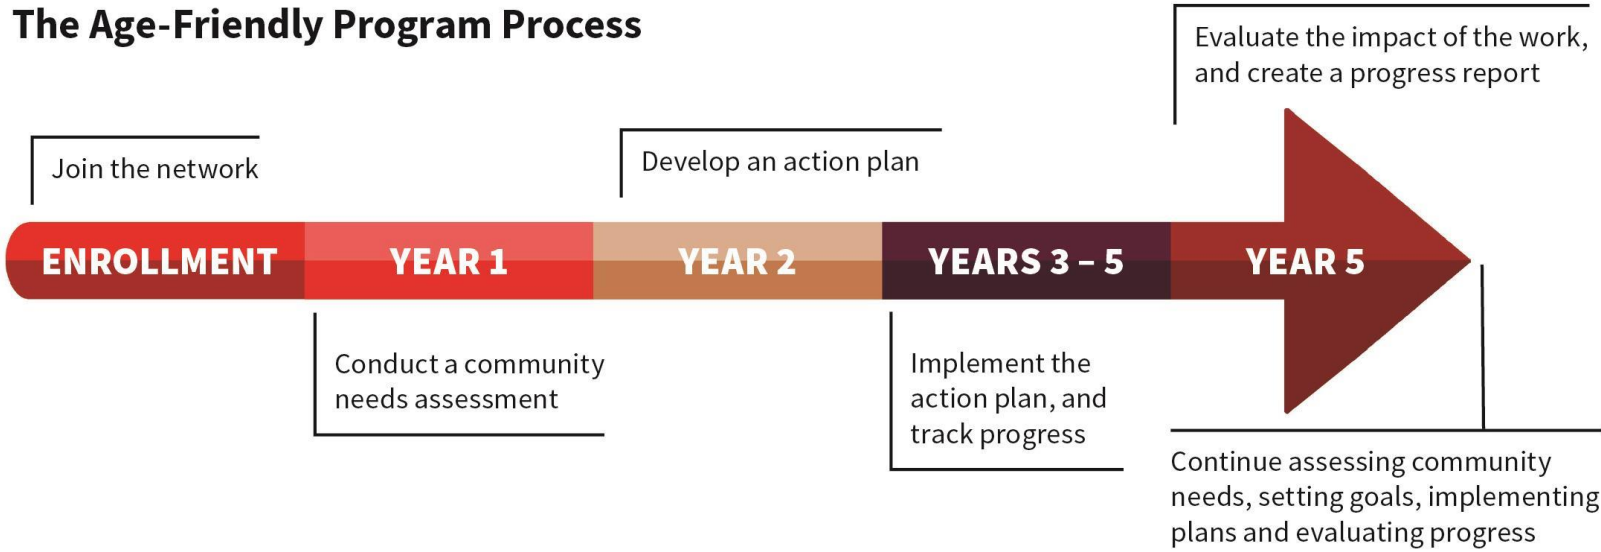 The Age-Friendly Program Process
Evaluate the impact of the work,
and create a progress report
Join the network
Develop an action plan
ENROLLMENT
YEAR 1
YEAR 2
YEARS 3 – 5
YEAR 5
Conduct a community
needs assessment
Implement the
action plan, and
track progress
Continue assessing community
needs, setting goals, implementing
plans and evaluating progress